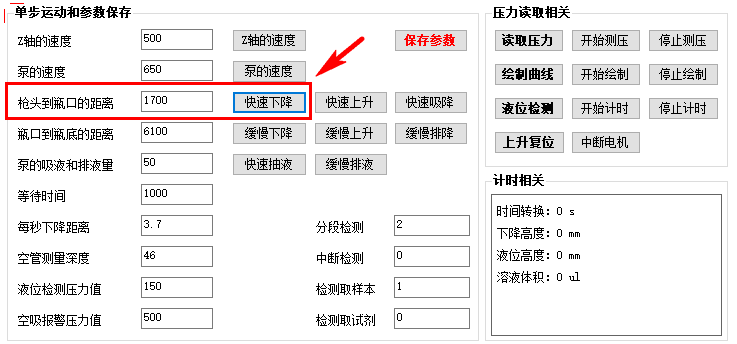 单步运动和参数保存
Z轴的速度 500 Z轴的速度 保存参数
泵的速度 650 泵的速度
枪头到瓶口的距离 1700 快速下降 快速上升 快速吸降
瓶口到瓶底的距离 6100 缓慢下降 缓慢上升 缓慢排降
泵的吸液和排液量 50 快速抽液 缓慢排液
等待时间 1000
每秒下降距离 3.7 分段检测 2
空管测量深度 46 中断检测 0
液位检测压力值 150 检测取样本 1
空吸报警压力值 500 检测取试剂 0
压力读取相关
读取压力 开始测压 停止测压
绘制曲线 开始绘制 停止绘制
液位检测 开始计时 停止计时
上升复位 中断电机
计时相关
时间转换：0 s
下降高度：0 mm
液位高度：0 mm
溶液体积：0 ul